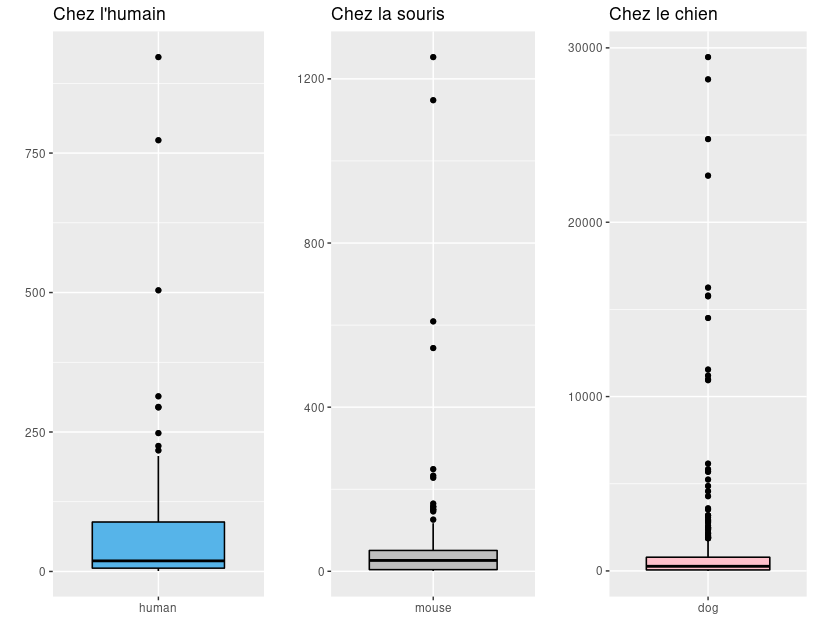 Chez l'humain
750
500
250
0
human
Chez la souris
1200
800
400
0
mouse
Chez le chien
30000
20000
10000
0
dog